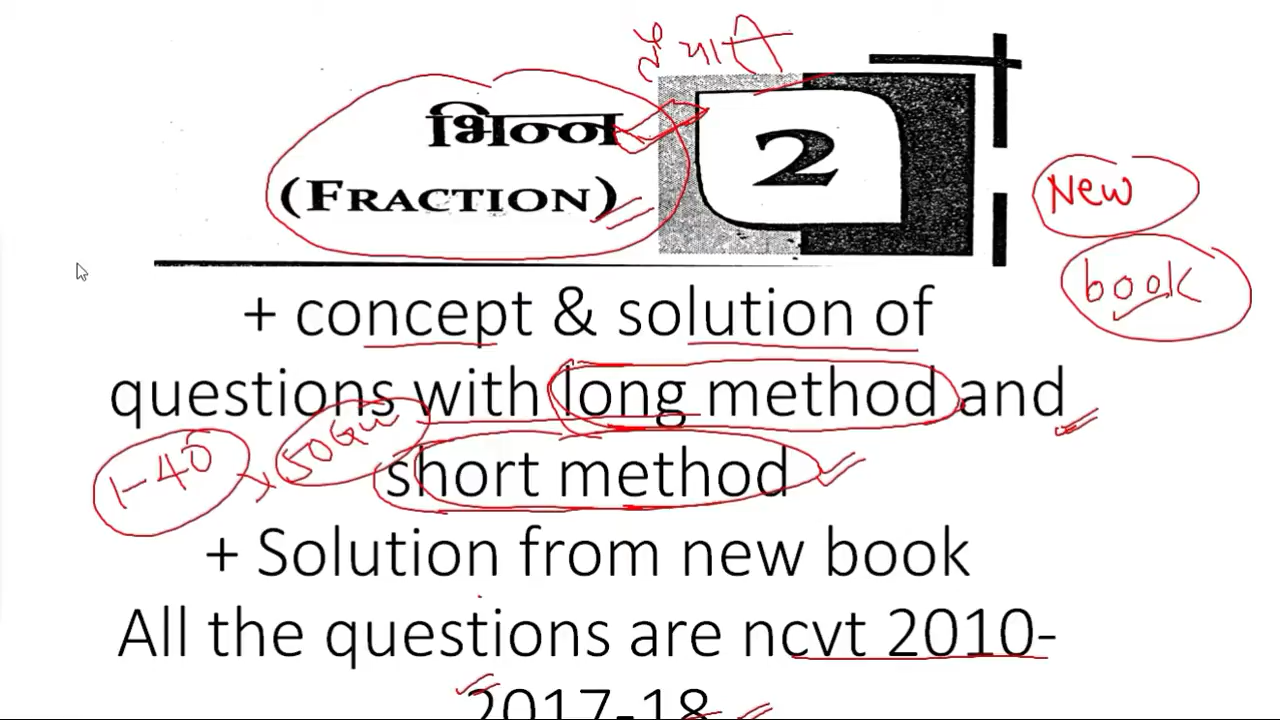 भिन्न
(FRACTION)
2
New
book
+ concept & solution of
questions with long method and
short method
1-40
+ Solution from new book
All the questions are ncvt 2010-
2017-18